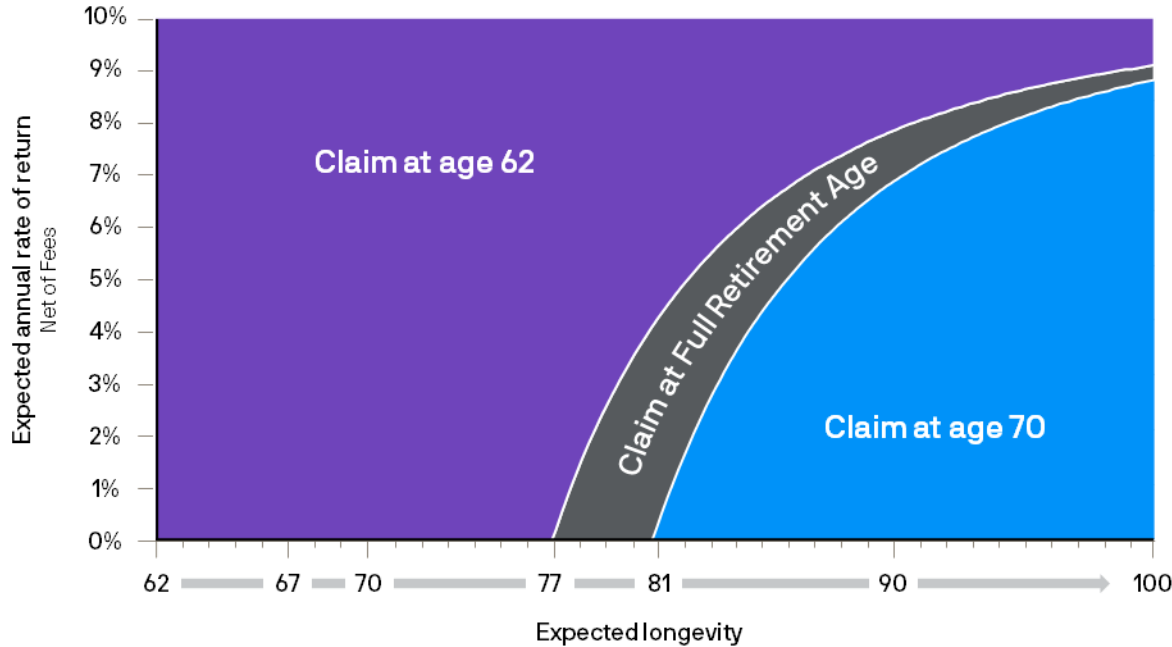 10%
9%
8%
7%
6%
5%
4%
3%
2%
1%
0%
Expected annual rate of return
Net of Fees
Claim at age 62
Claim at Full Retirement Age
Claim at age 70
62 67 70 77 81 90 100
Expected longevity